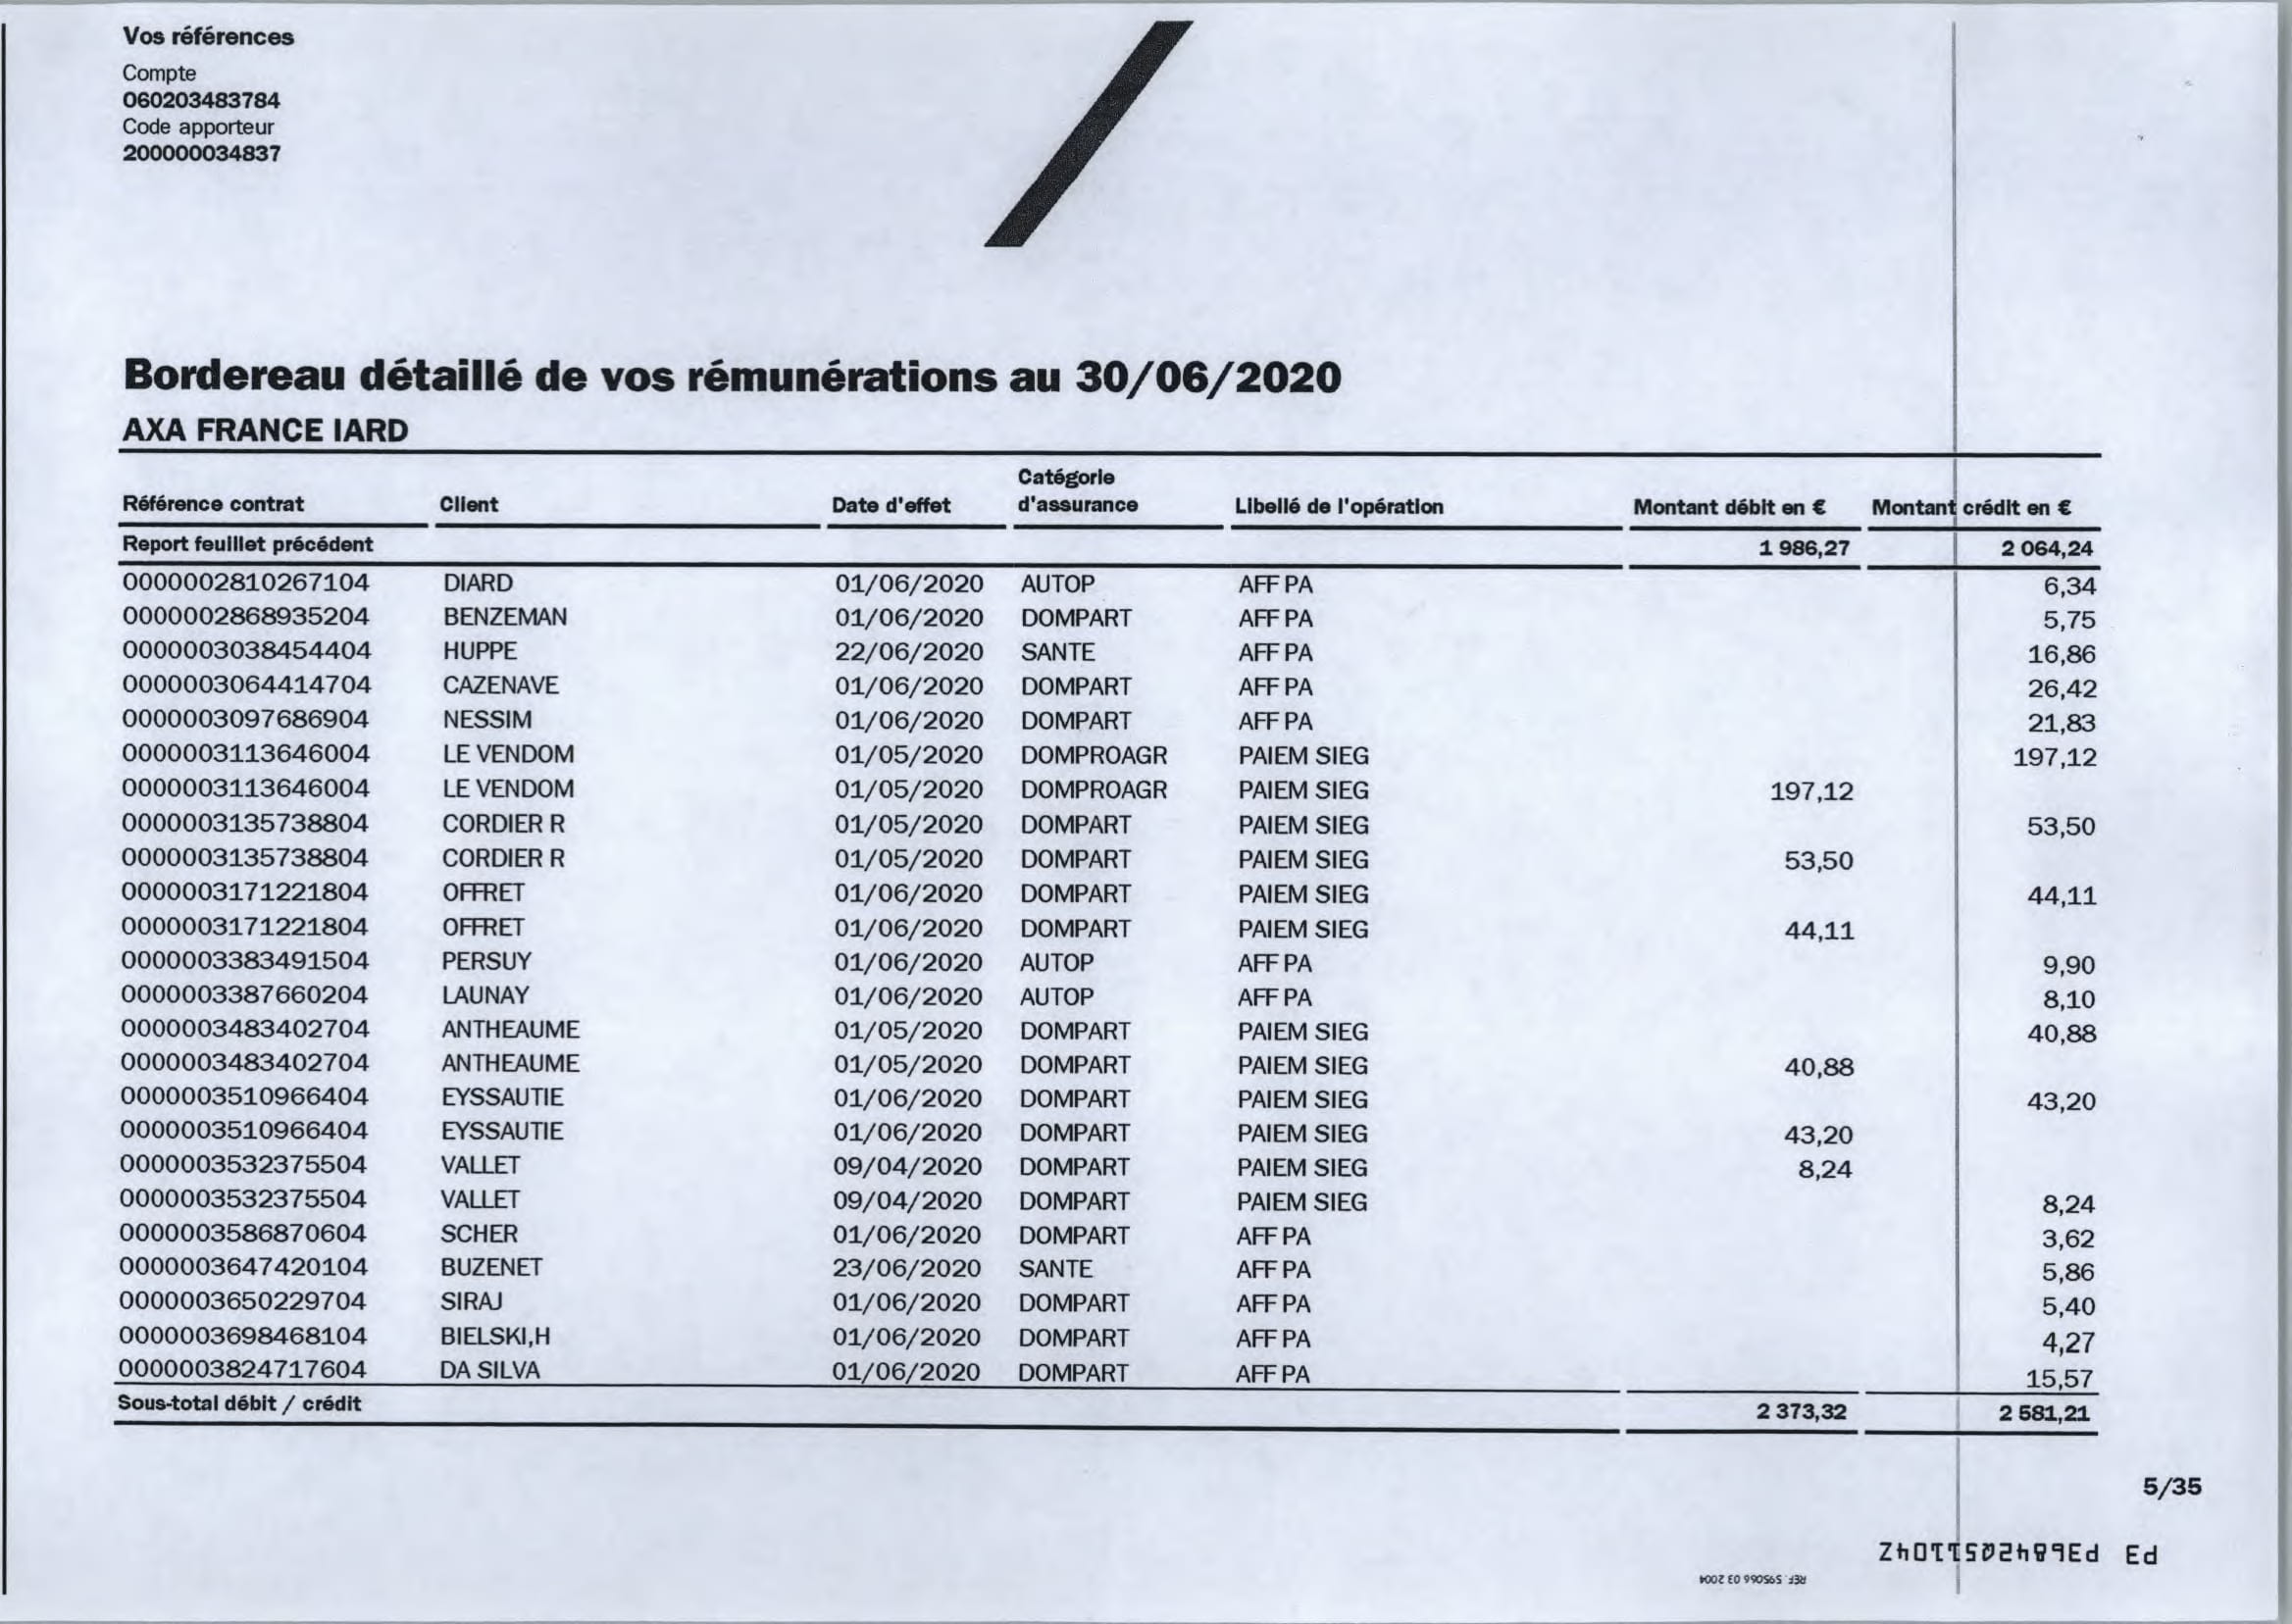 Vos références
Compte
060203483784
Code apporteur
200000034837
Bordereau détaillé de vos rémunérations au 30/06/2020
AXA FRANCE IARD
Référence contrat Client Date d'effet Catégorie d'assurance Libellé de l'opération Montant débit en € Montant crédit en €
Report feuillet précédent 1 986,27 2 064,24
0000002810267104 DIARD 01/06/2020 AUTOP AFF PA 6,34
0000002868935204 BENZEMAN 01/06/2020 DOMPART AFF PA 5,75
0000003038454404 HUPPE 22/06/2020 SANTE AFF PA 16,86
0000003064414704 CAZENAVE 01/06/2020 DOMPART AFF PA 26,42
0000003097686904 NESSIM 01/06/2020 DOMPART AFF PA 21,83
0000003113646004 LE VENDOM 01/05/2020 DOMPROAGR PAIEM SIEG 197,12
0000003113646004 LE VENDOM 01/05/2020 DOMPROAGR PAIEM SIEG 197,12
0000003135738804 CORDIER R 01/05/2020 DOMPART PAIEM SIEG 53,50
0000003135738804 CORDIER R 01/05/2020 DOMPART PAIEM SIEG 53,50
0000003171221804 OFFRET 01/06/2020 DOMPART PAIEM SIEG 44,11
0000003171221804 OFFRET 01/06/2020 DOMPART PAIEM SIEG 44,11
0000003383491504 PERSUY 01/06/2020 AUTOP AFF PA 9,90
0000003387660204 LAUNAY 01/06/2020 AUTOP AFF PA 8,10
0000003483402704 ANTHEAUME 01/05/2020 DOMPART PAIEM SIEG 40,88
0000003483402704 ANTHEAUME 01/05/2020 DOMPART PAIEM SIEG 40,88
0000003510966404 EYSSAUTIE 01/06/2020 DOMPART PAIEM SIEG 43,20
0000003510966404 EYSSAUTIE 01/06/2020 DOMPART PAIEM SIEG 43,20
0000003532375504 VALLET 09/04/2020 DOMPART PAIEM SIEG 8,24
0000003532375504 VALLET 09/04/2020 DOMPART PAIEM SIEG 8,24
0000003586870604 SCHER 01/06/2020 DOMPART AFF PA 3,62
0000003647420104 BUZENET 23/06/2020 SANTE AFF PA 5,86
0000003650229704 SIRAJ 01/06/2020 DOMPART AFF PA 5,40
0000003698468104 BIELSKI,H 01/06/2020 DOMPART AFF PA 4,27
0000003824717604 DA SILVA 01/06/2020 DOMPART AFF PA 15,57
Sous-total débit / crédit 2 373,32 2 581,21
5/35
REF. 595066 03 2004